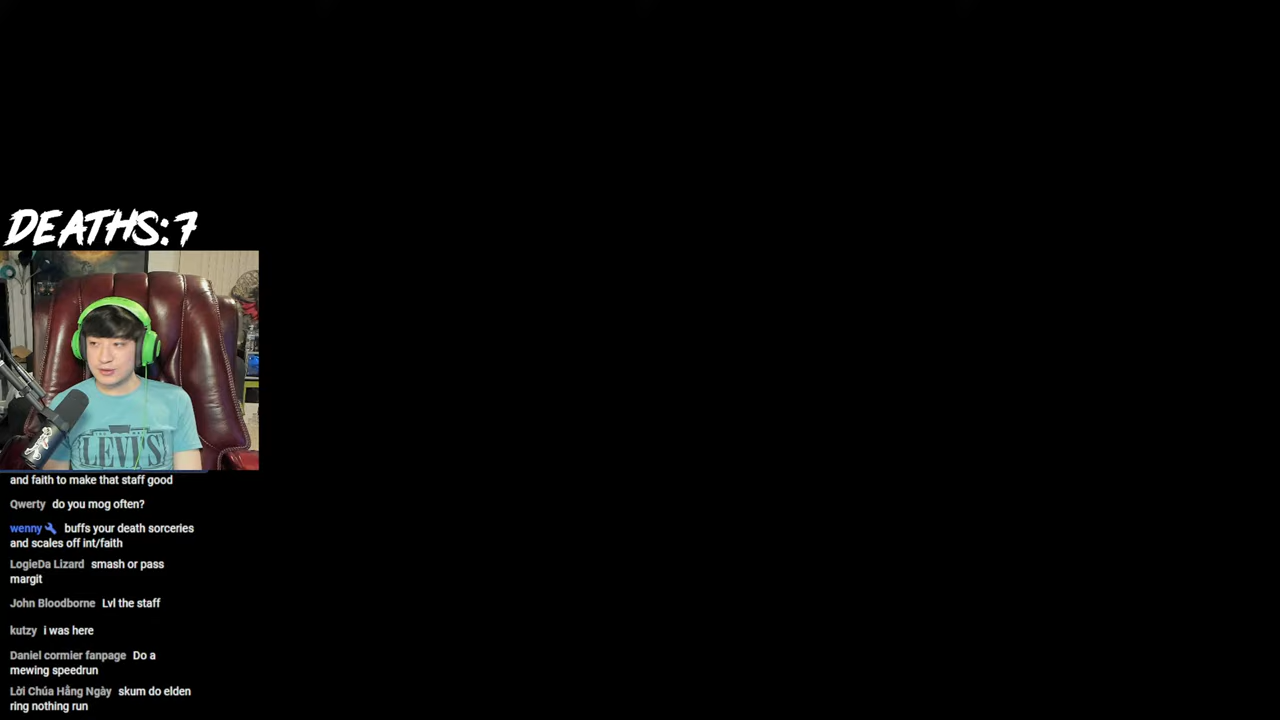 DEATHS:7
LEVI'S
and faith to make that staff good
Qwerty do you mog often?
wenny buffs your death sorceries
and scales off int/faith
LogieDa Lizard smash or pass
margit
John Bloodborne Lvl the staff
kutzy i was here
Daniel cormier fanpage Do a
mewing speedrun
Lời Chúa Hằng Ngày skum do elden
ring nothing run